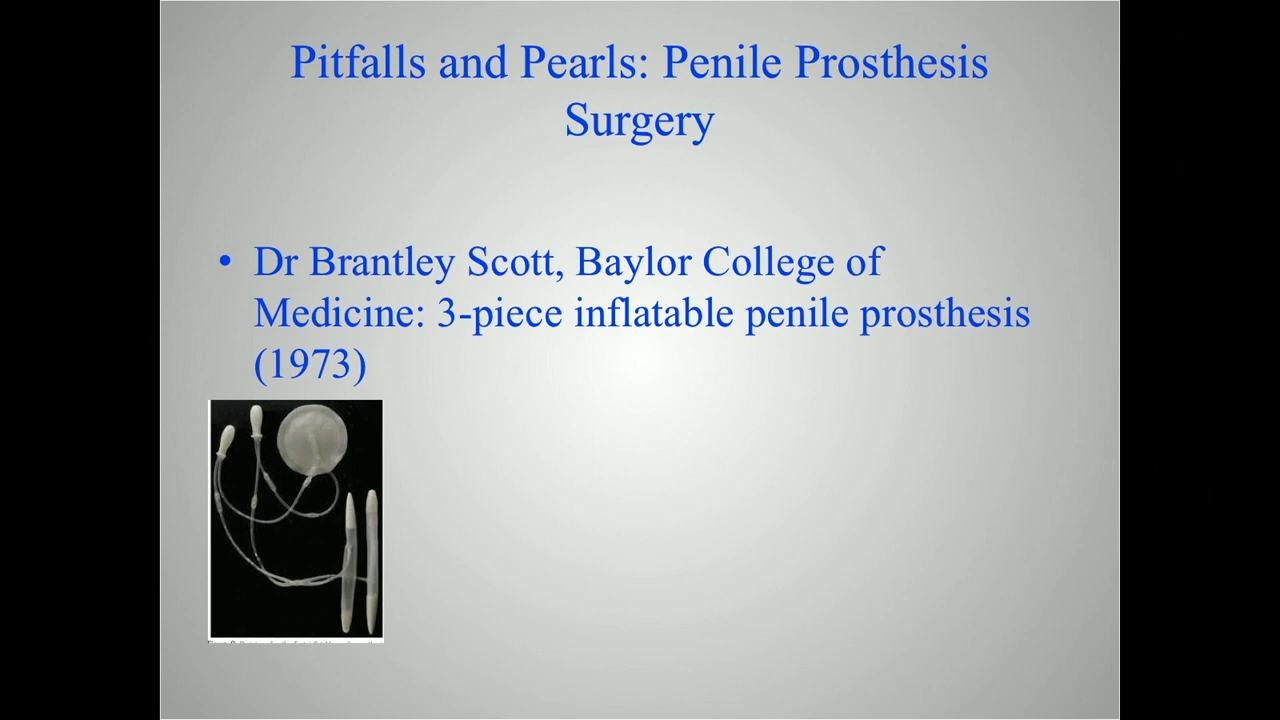 Pitfalls and Pearls: Penile Prosthesis
Surgery
• Dr Brantley Scott, Baylor College of
Medicine: 3-piece inflatable penile prosthesis
(1973)